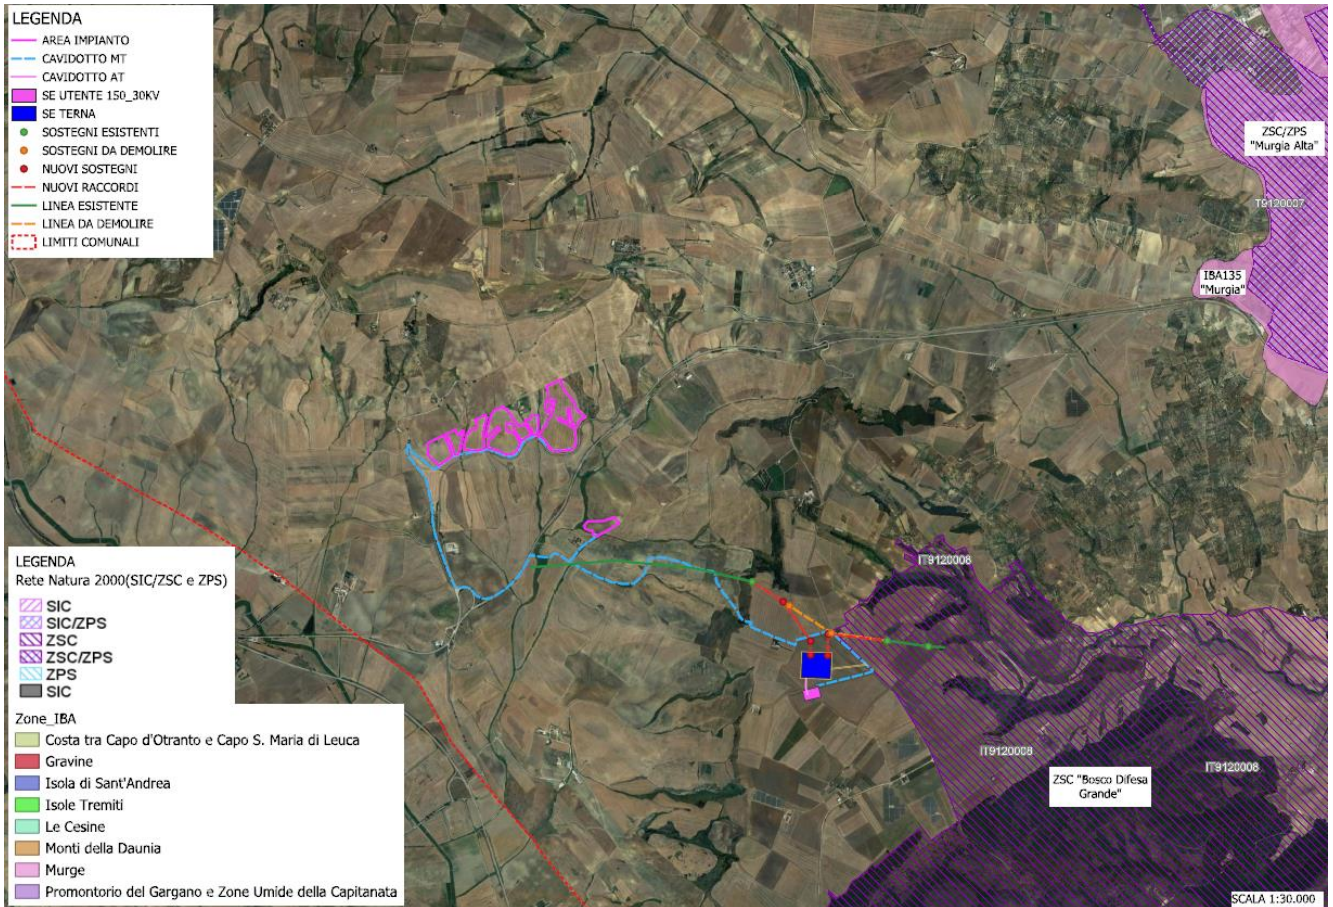 LEGENDA
AREA IMPIANTO
CAVIDOTTO MT
CAVIDOTTO AT
SE UTENTE 150_30KV
SE TERNA
SOSTEGNI ESISTENTI
SOSTEGNI DA DEMOLIRE
NUOVI SOSTEGNI
NUOVI RACCORDI
LINEA ESISTENTE
LINEA DA DEMOLIRE
LIMITI COMUNALI
ZSC/ZPS
"Murgia Alta"
T9120007
IBA135
"Murgia"
LEGENDA
Rete Natura 2000(SIC/ZSC e ZPS)
SIC
SIC/ZPS
ZSC
ZSC/ZPS
ZPS
SIC
Zone_IBA
Costa tra Capo d'Otranto e Capo S. Maria di Leuca
Gravine
Isola di Sant'Andrea
Isole Tremiti
Le Cesine
Monti della Daunia
Murge
Promontorio del Gargano e Zone Umide della Capitanata
IT9120008
IT9120008
IT9120008
ZSC "Bosco Difesa
Grande"
SCALA 1:30.000